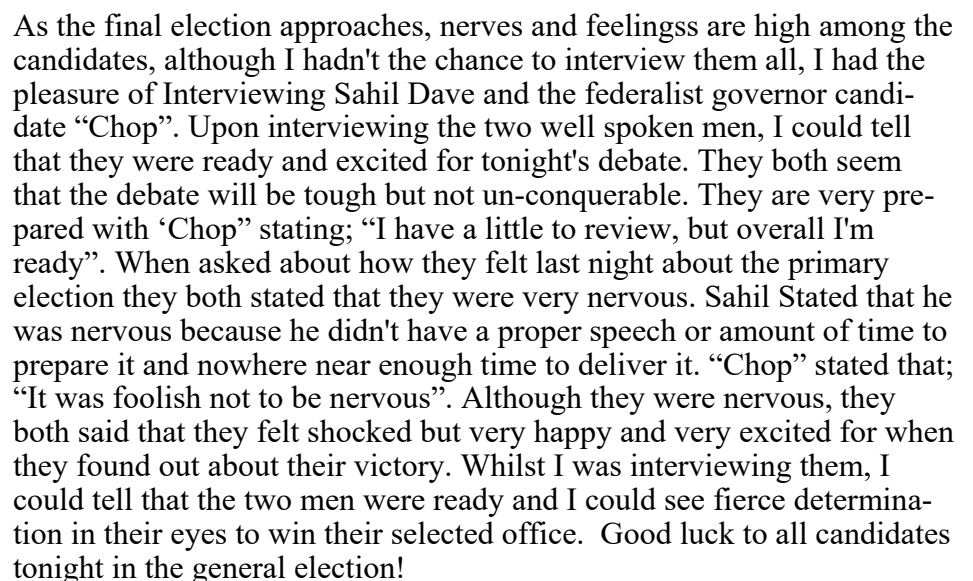 As the final election approaches, nerves and feelingss are high among the
candidates, although I hadn't the chance to interview them all, I had the
pleasure of Interviewing Sahil Dave and the federalist governor candi-
date “Chop”. Upon interviewing the two well spoken men, I could tell
that they were ready and excited for tonight's debate. They both seem
that the debate will be tough but not un-conquerable. They are very pre-
pared with ‘Chop” stating; “I have a little to review, but overall I'm
ready”. When asked about how they felt last night about the primary
election they both stated that they were very nervous. Sahil Stated that he
was nervous because he didn't have a proper speech or amount of time to
prepare it and nowhere near enough time to deliver it. “Chop” stated that;
“It was foolish not to be nervous”. Although they were nervous, they
both said that they felt shocked but very happy and very excited for when
they found out about their victory. Whilst I was interviewing them, I
could tell that the two men were ready and I could see fierce determina-
tion in their eyes to win their selected office.  Good luck to all candidates
tonight in the general election!